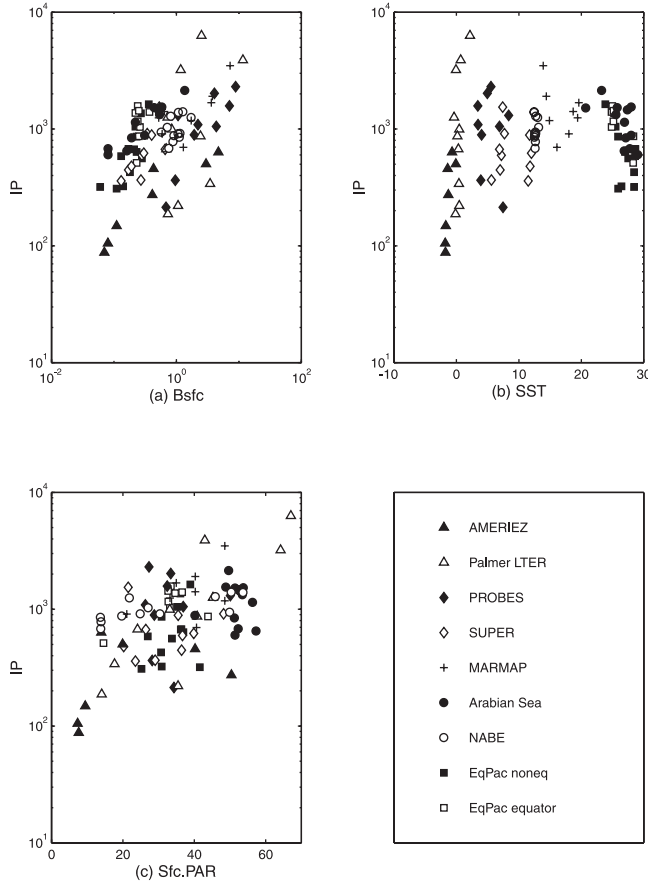 10^4
10^3
10^2
10^1
IP
10^-2
10^0
10^2
(a) Bsfc
10^4
10^3
10^2
10^1
IP
-10
0
10
20
30
(b) SST
10^4
10^3
10^2
10^1
IP
0
20
40
60
(c) Sfc.PAR
AMERIEZ
Palmer LTER
PROBES
SUPER
MARMAP
Arabian Sea
NABE
EqPac noneq
EqPac equator